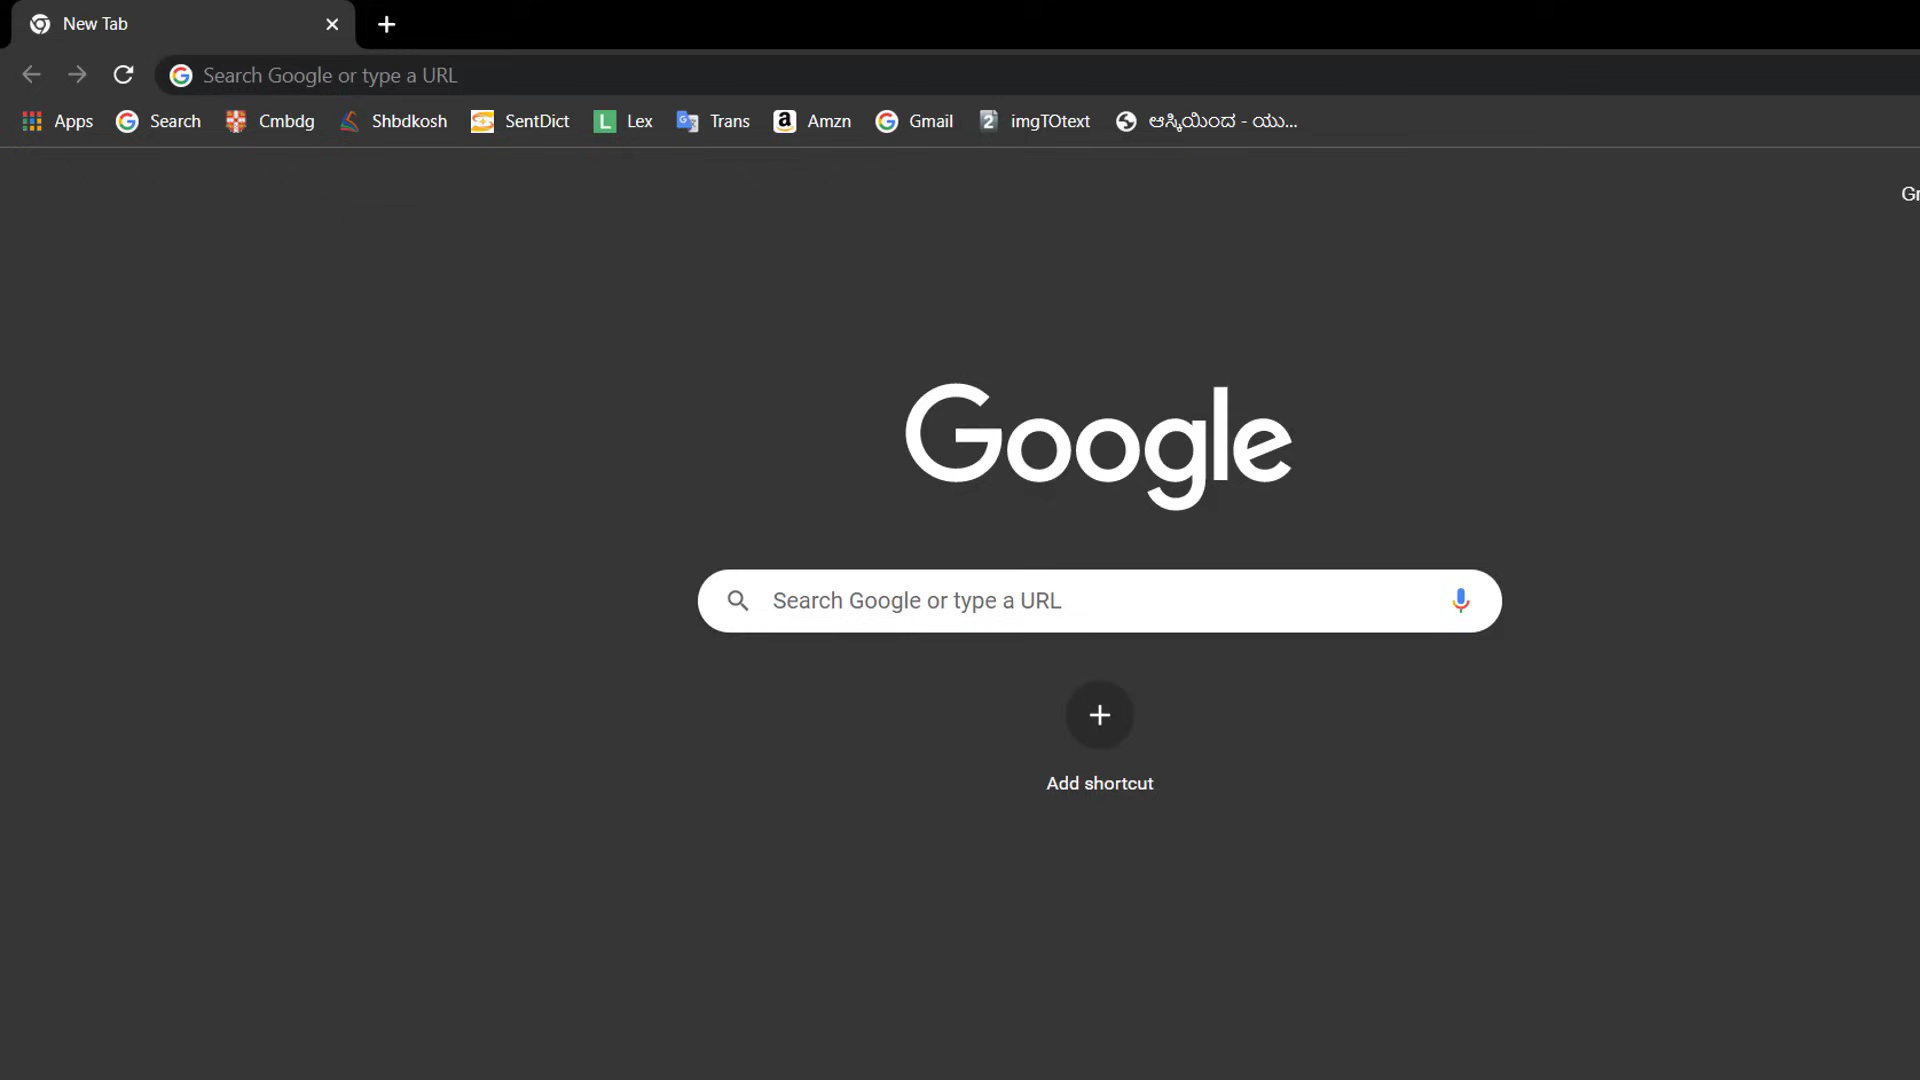 New Tab
Search Google or type a URL
Apps Search Cmbdg Shbdkosh SentDict L Lex Trans a Amzn Gmail 2 imgTOtext ಆಸ್ಕಿಯಿಂದ - ಯು...
Google
Search Google or type a URL
Add shortcut